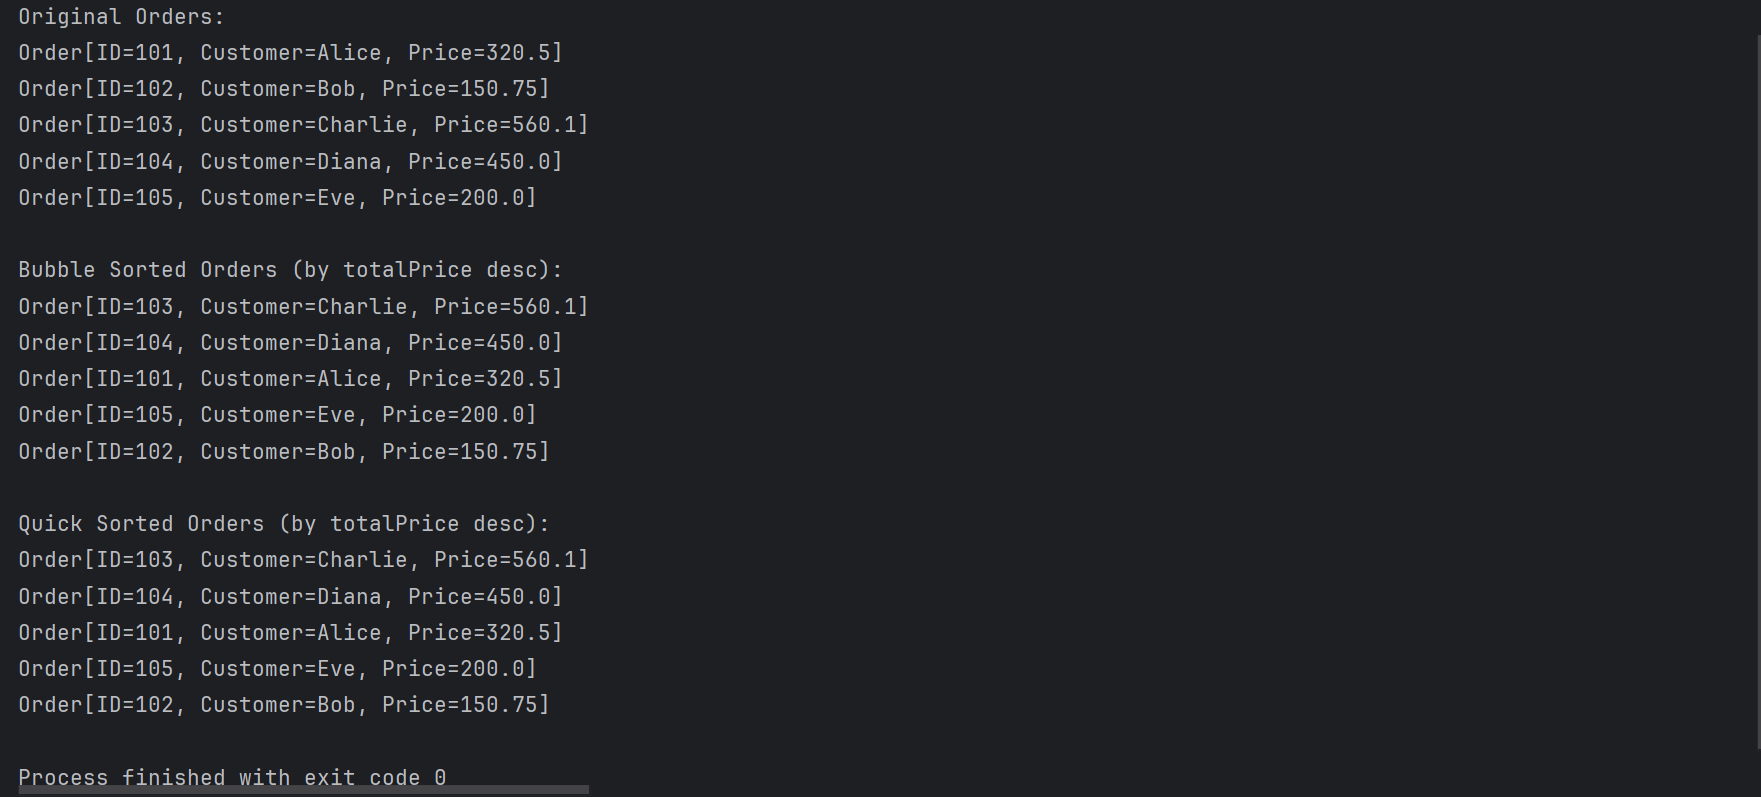 Original Orders:
Order[ID=101, Customer=Alice, Price=320.5]
Order[ID=102, Customer=Bob, Price=150.75]
Order[ID=103, Customer=Charlie, Price=560.1]
Order[ID=104, Customer=Diana, Price=450.0]
Order[ID=105, Customer=Eve, Price=200.0]

Bubble Sorted Orders (by totalPrice desc):
Order[ID=103, Customer=Charlie, Price=560.1]
Order[ID=104, Customer=Diana, Price=450.0]
Order[ID=101, Customer=Alice, Price=320.5]
Order[ID=105, Customer=Eve, Price=200.0]
Order[ID=102, Customer=Bob, Price=150.75]

Quick Sorted Orders (by totalPrice desc):
Order[ID=103, Customer=Charlie, Price=560.1]
Order[ID=104, Customer=Diana, Price=450.0]
Order[ID=101, Customer=Alice, Price=320.5]
Order[ID=105, Customer=Eve, Price=200.0]
Order[ID=102, Customer=Bob, Price=150.75]

Process finished with exit code 0